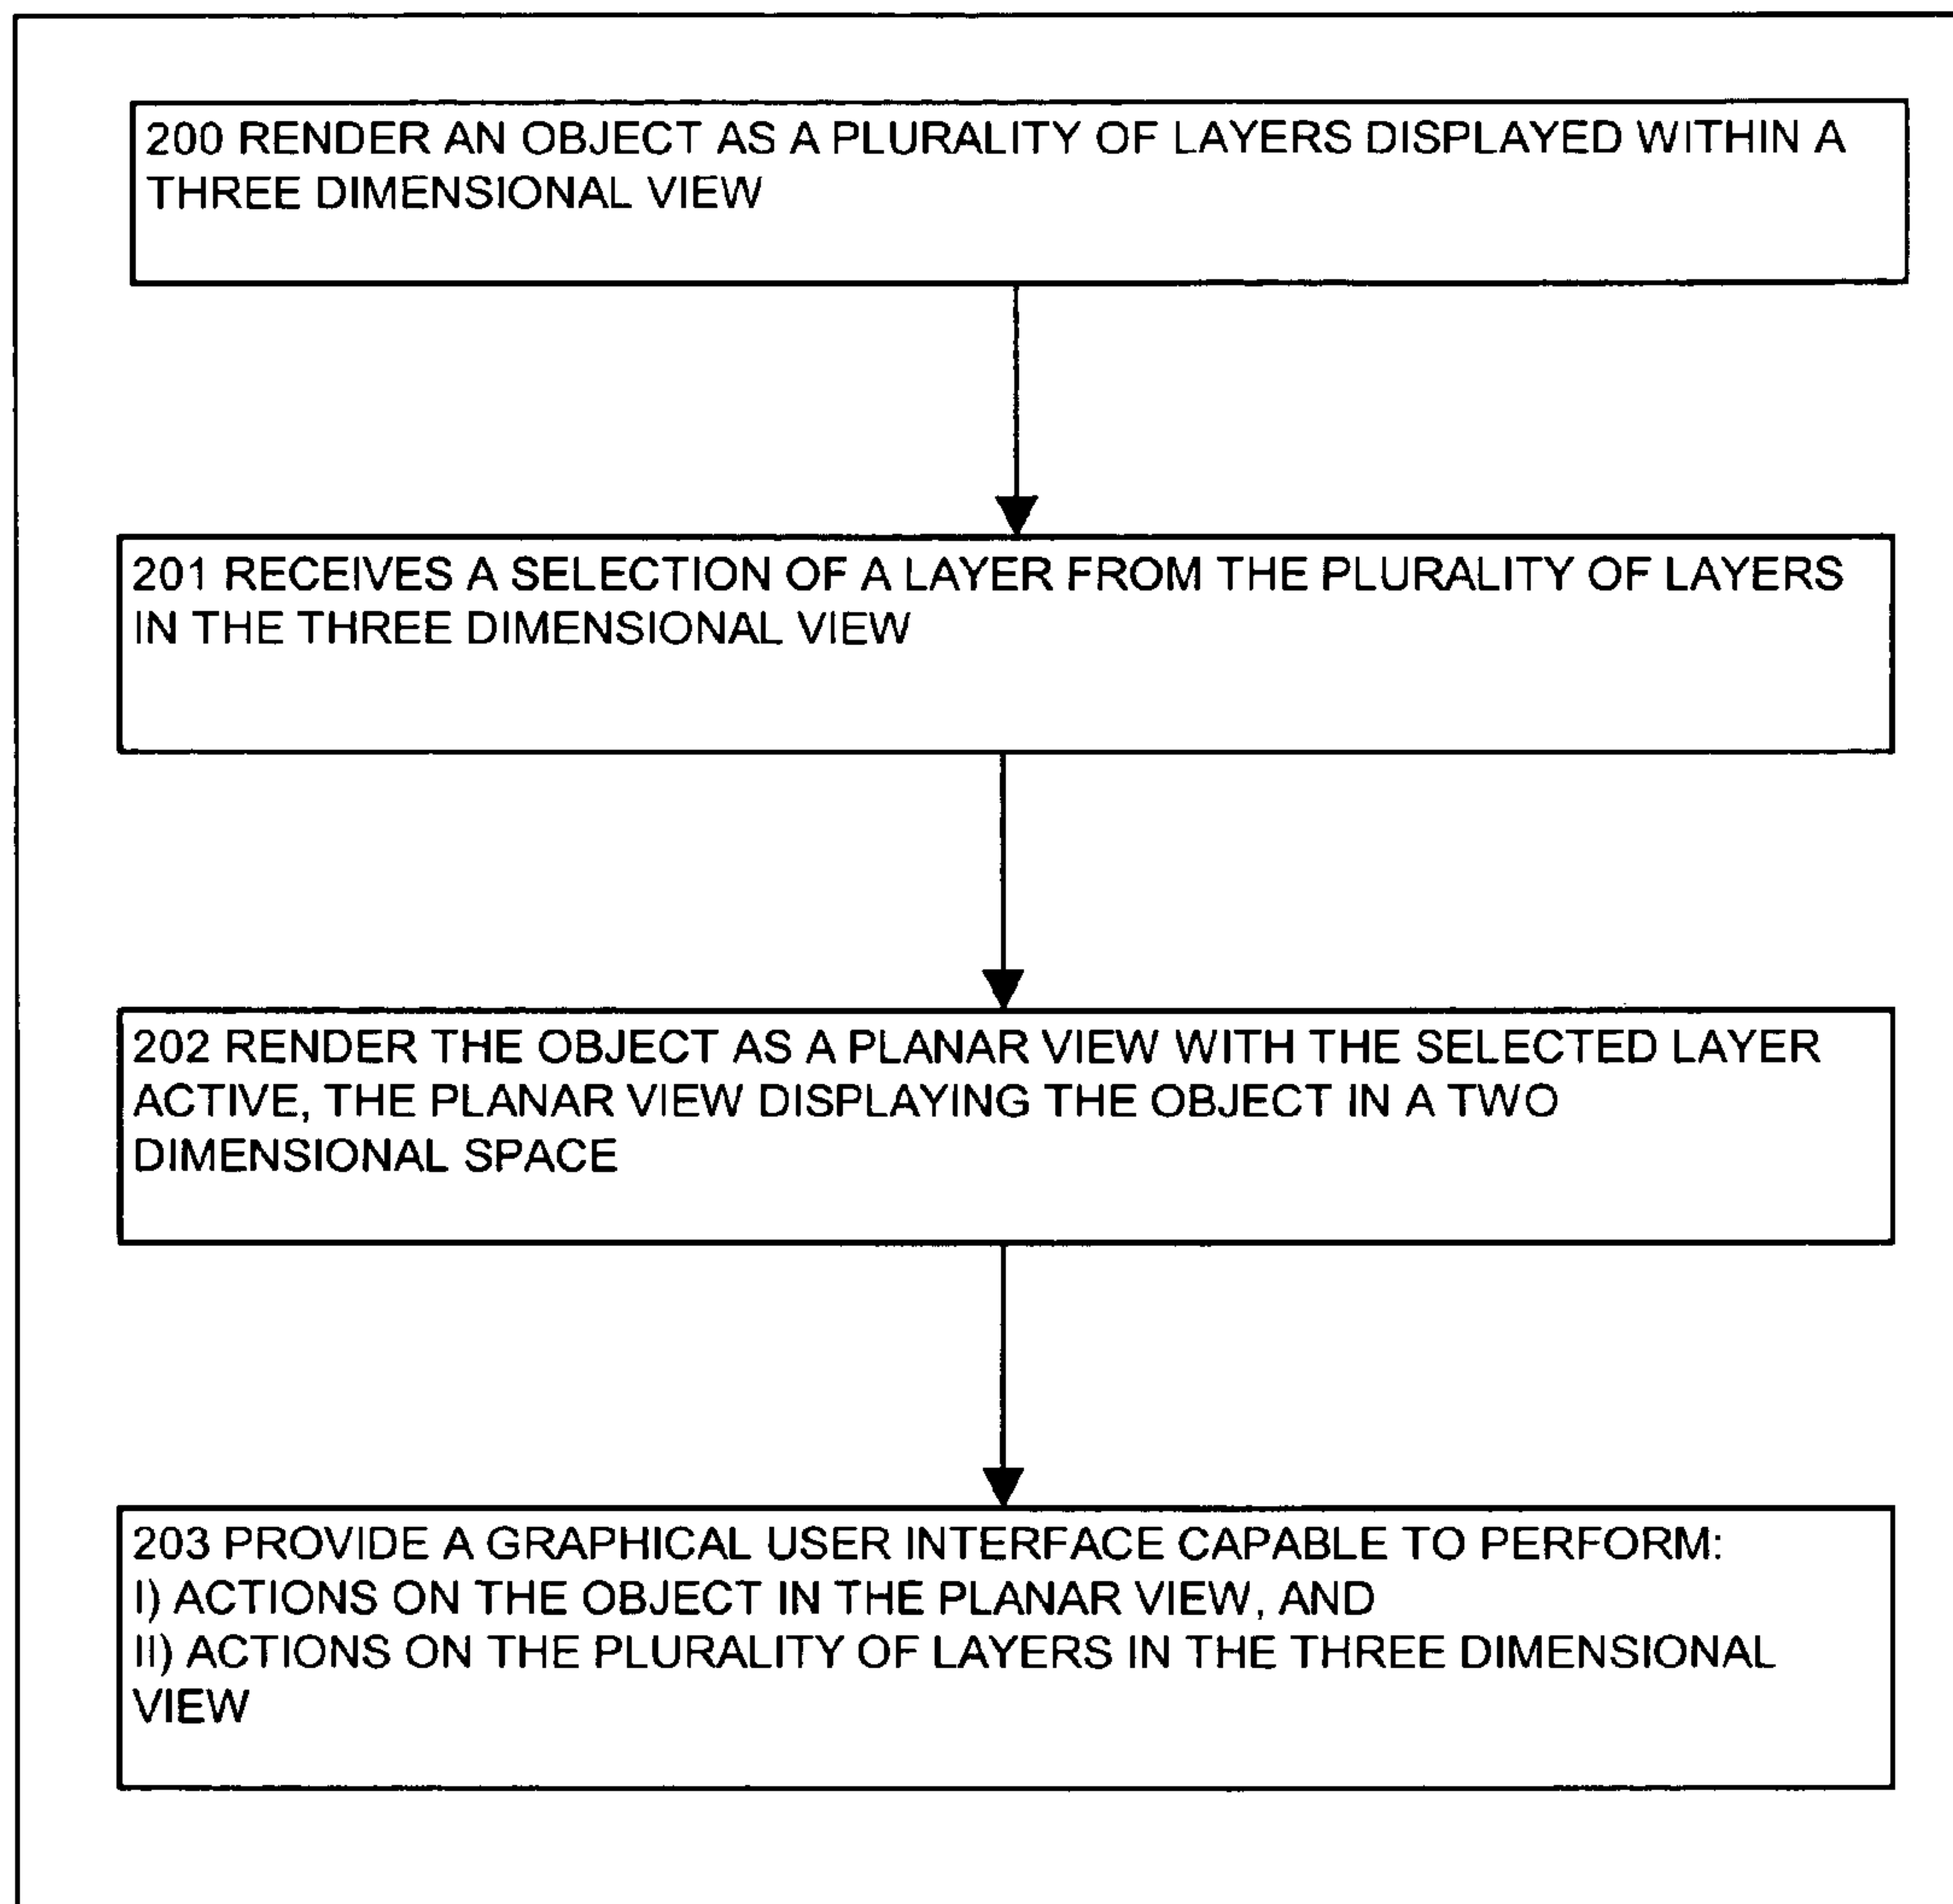 200 RENDER AN OBJECT AS A PLURALITY OF LAYERS DISPLAYED WITHIN A
THREE DIMENSIONAL VIEW
201 RECEIVES A SELECTION OF A LAYER FROM THE PLURALITY OF LAYERS
IN THE THREE DIMENSIONAL VIEW
202 RENDER THE OBJECT AS A PLANAR VIEW WITH THE SELECTED LAYER
ACTIVE, THE PLANAR VIEW DISPLAYING THE OBJECT IN A TWO
DIMENSIONAL SPACE
203 PROVIDE A GRAPHICAL USER INTERFACE CAPABLE TO PERFORM:
I) ACTIONS ON THE OBJECT IN THE PLANAR VIEW, AND
II) ACTIONS ON THE PLURALITY OF LAYERS IN THE THREE DIMENSIONAL
VIEW